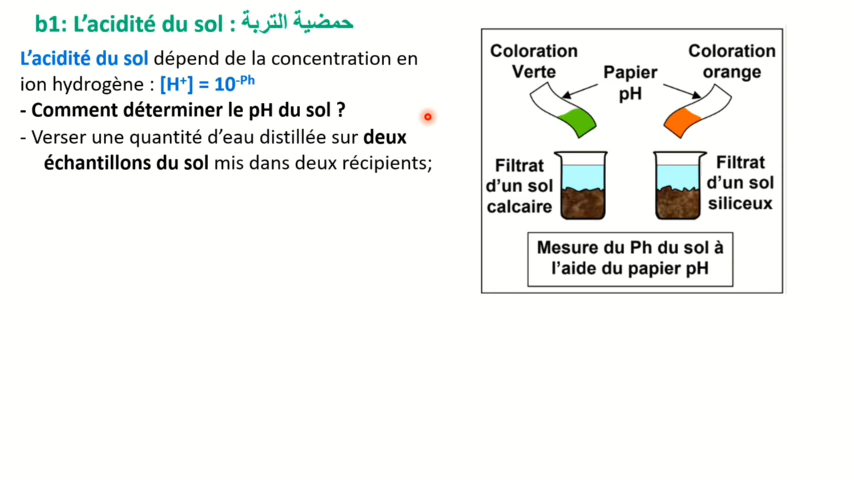 b1: L’acidité du sol : حمضية التربة
L’acidité du sol dépend de la concentration en
ion hydrogène : [H+] = 10-Ph
- Comment déterminer le pH du sol ?
- Verser une quantité d’eau distillée sur deux
échantillons du sol mis dans deux récipients;
Coloration
Verte
Papier
pH
Coloration
orange
Filtrat
d’un sol
calcaire
Filtrat
d’un sol
siliceux
Mesure du Ph du sol à
l’aide du papier pH